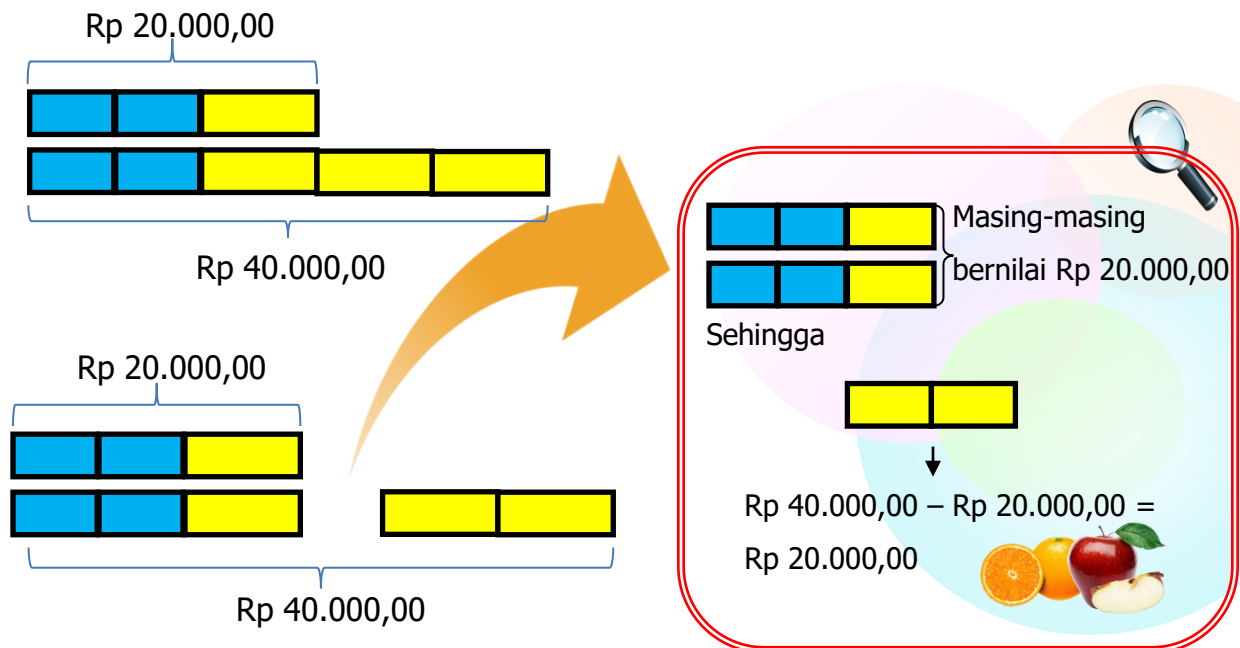 Rp 20.000,00
Rp 40.000,00
Rp 20.000,00
Rp 40.000,00
Masing-masing
bernilai Rp 20.000,00
Sehingga
Rp 40.000,00 – Rp 20.000,00 =
Rp 20.000,00